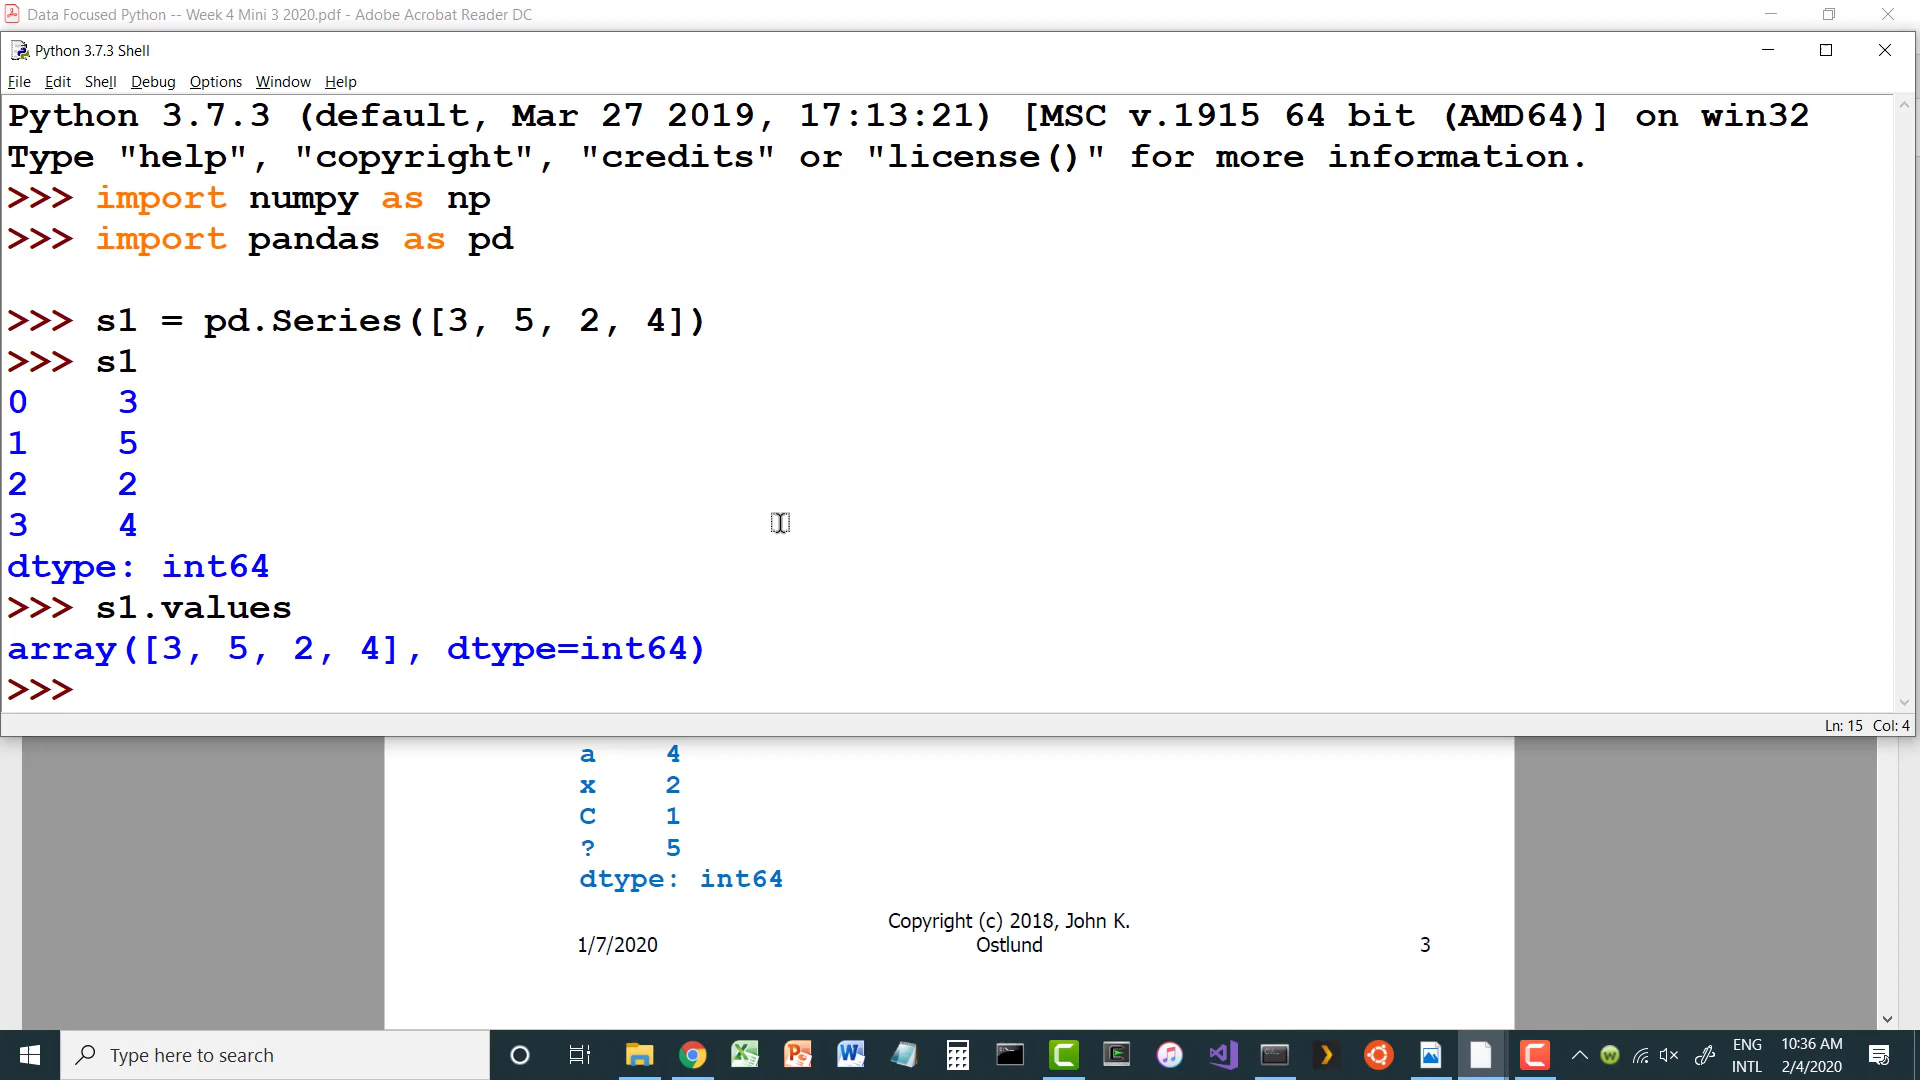 Data Focused Python -- Week 4 Mini 3 2020.pdf - Adobe Acrobat Reader DC
Python 3.7.3 Shell
File Edit Shell Debug Options Window Help
Python 3.7.3 (default, Mar 27 2019, 17:13:21) [MSC v.1915 64 bit (AMD64)] on win32
Type "help", "copyright", "credits" or "license()" for more information.
>>> import numpy as np
>>> import pandas as pd
>>> s1 = pd.Series([3, 5, 2, 4])
>>> s1
0    3
1    5
2    2
3    4
dtype: int64
>>> s1.values
array([3, 5, 2, 4], dtype=int64)
>>>
Ln: 15 Col: 4
a    4
x    2
C    1
?    5
dtype: int64
Copyright (c) 2018, John K.
1/7/2020 Ostlund 3
Type here to search
ENG 10:36 AM
INTL 2/4/2020